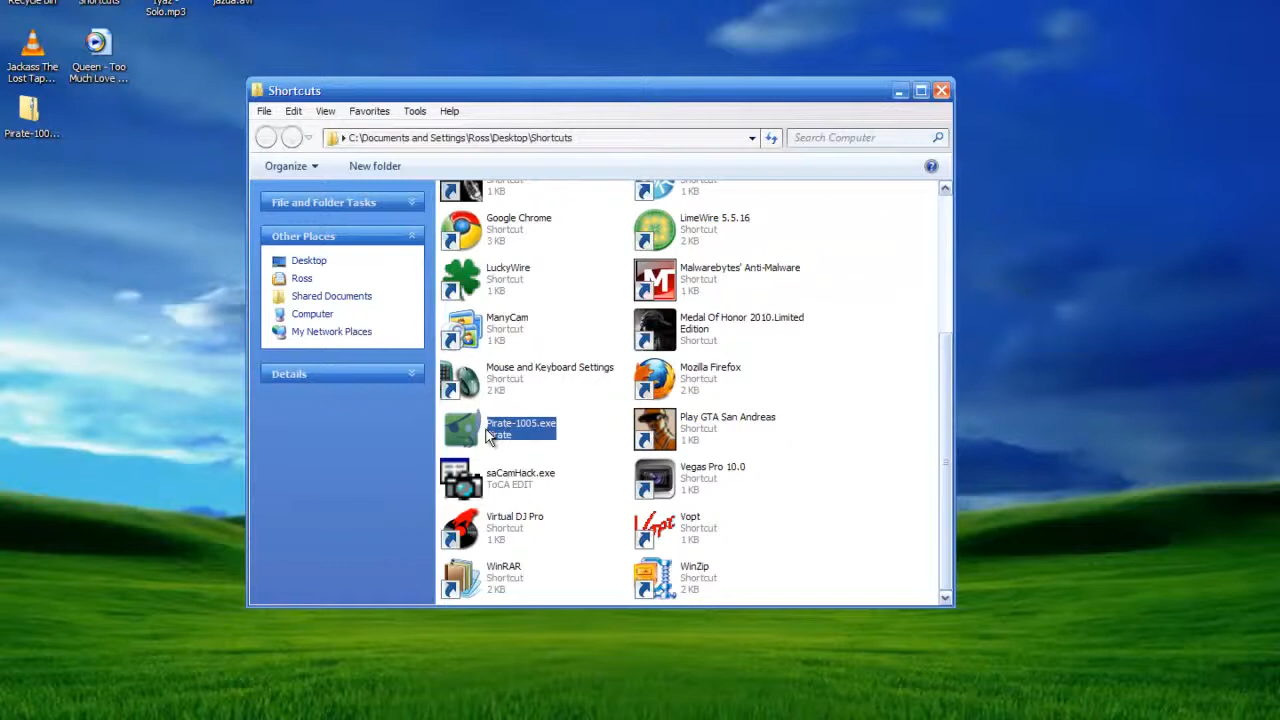 Recycle Bin
Shortcuts
Iyaz -
Solo.mp3
Jackass The
Lost Tap...
Queen - Too
Much Love ...
Pirate-100...
Shortcuts
File Edit View Favorites Tools Help
C:\Documents and Settings\Ross\Desktop\Shortcuts
Search Computer
Organize New folder
File and Folder Tasks
Other Places
Desktop
Ross
Shared Documents
Computer
My Network Places
Details
Shortcut
1 KB
Shortcut
1 KB
Google Chrome
Shortcut
3 KB
LimeWire 5.5.16
Shortcut
2 KB
LuckyWire
Shortcut
1 KB
Malwarebytes' Anti-Malware
Shortcut
1 KB
ManyCam
Shortcut
1 KB
Medal Of Honor 2010.Limited
Edition
Shortcut
Mouse and Keyboard Settings
Shortcut
2 KB
Mozilla Firefox
Shortcut
2 KB
Pirate-1005.exe
Pirate
Play GTA San Andreas
Shortcut
1 KB
saCamHack.exe
ToCA EDIT
Vegas Pro 10.0
Shortcut
1 KB
Virtual DJ Pro
Shortcut
1 KB
Vopt
Shortcut
1 KB
WinRAR
Shortcut
2 KB
WinZip
Shortcut
2 KB